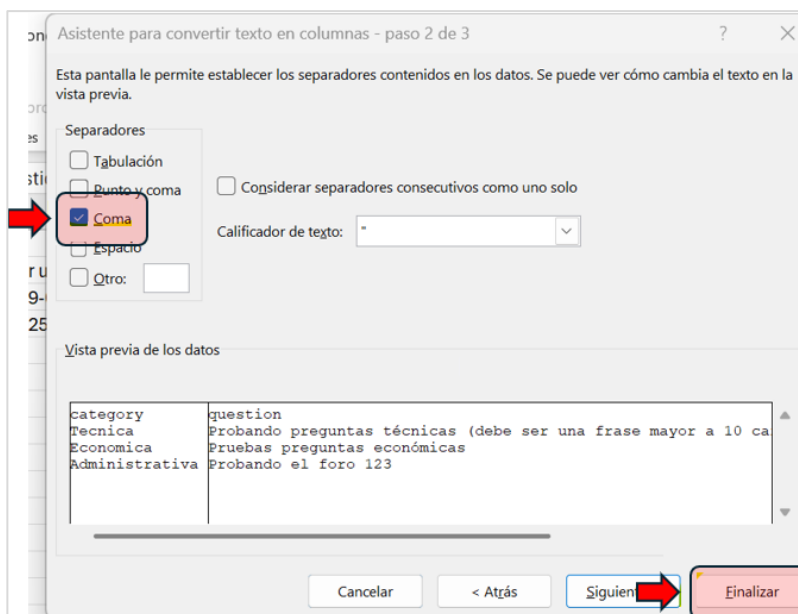 Asistente para convertir texto en columnas - paso 2 de 3
Esta pantalla le permite establecer los separadores contenidos en los datos. Se puede ver cómo cambia el texto en la
vista previa.
Separadores
Tabulación
Punto y coma
Considerar separadores consecutivos como uno solo
Coma
Calificador de texto: "
Espacio
Otro:
r u
9-
25
Vista previa de los datos
category question
Tecnica Probando preguntas técnicas (debe ser una frase mayor a 10 ca
Economica Pruebas preguntas económicas
Administrativa Probando el foro 123
Cancelar < Atrás Siguien Finalizar